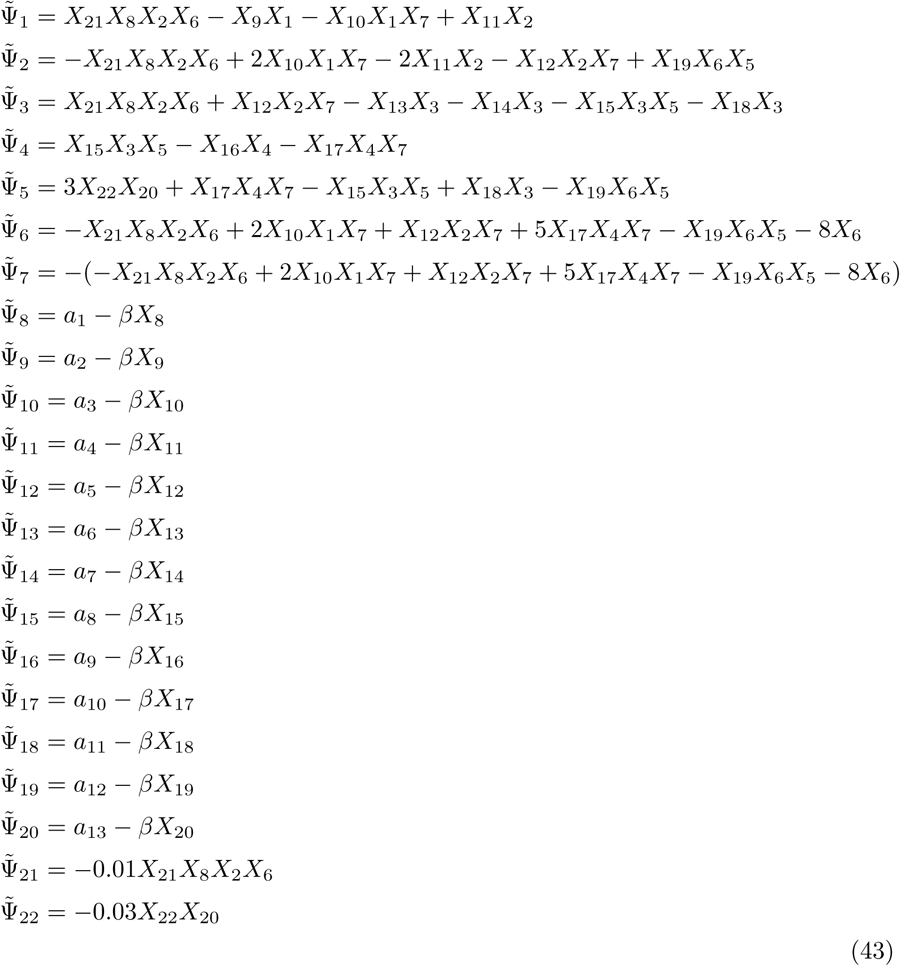 Ψ̃₁ = X₂₁X₈X₂X₆ − X₉X₁ − X₁₀X₁X₇ + X₁₁X₂
Ψ̃₂ = −X₂₁X₈X₂X₆ + 2X₁₀X₁X₇ − 2X₁₁X₂ − X₁₂X₂X₇ + X₁₉X₆X₅
Ψ̃₃ = X₂₁X₈X₂X₆ + X₁₂X₂X₇ − X₁₃X₃ − X₁₄X₃ − X₁₅X₃X₅ − X₁₈X₃
Ψ̃₄ = X₁₅X₃X₅ − X₁₆X₄ − X₁₇X₄X₇
Ψ̃₅ = 3X₂₂X₂₀ + X₁₇X₄X₇ − X₁₅X₃X₅ + X₁₈X₃ − X₁₉X₆X₅
Ψ̃₆ = −X₂₁X₈X₂X₆ + 2X₁₀X₁X₇ + X₁₂X₂X₇ + 5X₁₇X₄X₇ − X₁₉X₆X₅ − 8X₆
Ψ̃₇ = −(−X₂₁X₈X₂X₆ + 2X₁₀X₁X₇ + X₁₂X₂X₇ + 5X₁₇X₄X₇ − X₁₉X₆X₅ − 8X₆)
Ψ̃₈ = a₁ − βX₈
Ψ̃₉ = a₂ − βX₉
Ψ̃₁₀ = a₃ − βX₁₀
Ψ̃₁₁ = a₄ − βX₁₁
Ψ̃₁₂ = a₅ − βX₁₂
Ψ̃₁₃ = a₆ − βX₁₃
Ψ̃₁₄ = a₇ − βX₁₄
Ψ̃₁₅ = a₈ − βX₁₅
Ψ̃₁₆ = a₉ − βX₁₆
Ψ̃₁₇ = a₁₀ − βX₁₇
Ψ̃₁₈ = a₁₁ − βX₁₈
Ψ̃₁₉ = a₁₂ − βX₁₉
Ψ̃₂₀ = a₁₃ − βX₂₀
Ψ̃₂₁ = −0.01X₂₁X₈X₂X₆
Ψ̃₂₂ = −0.03X₂₂X₂₀
(43)